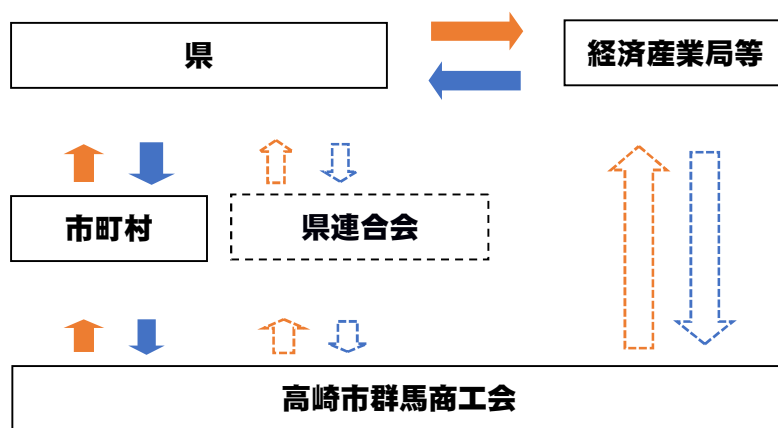 県
経済産業局等
市町村
県連合会
高崎市群馬商工会